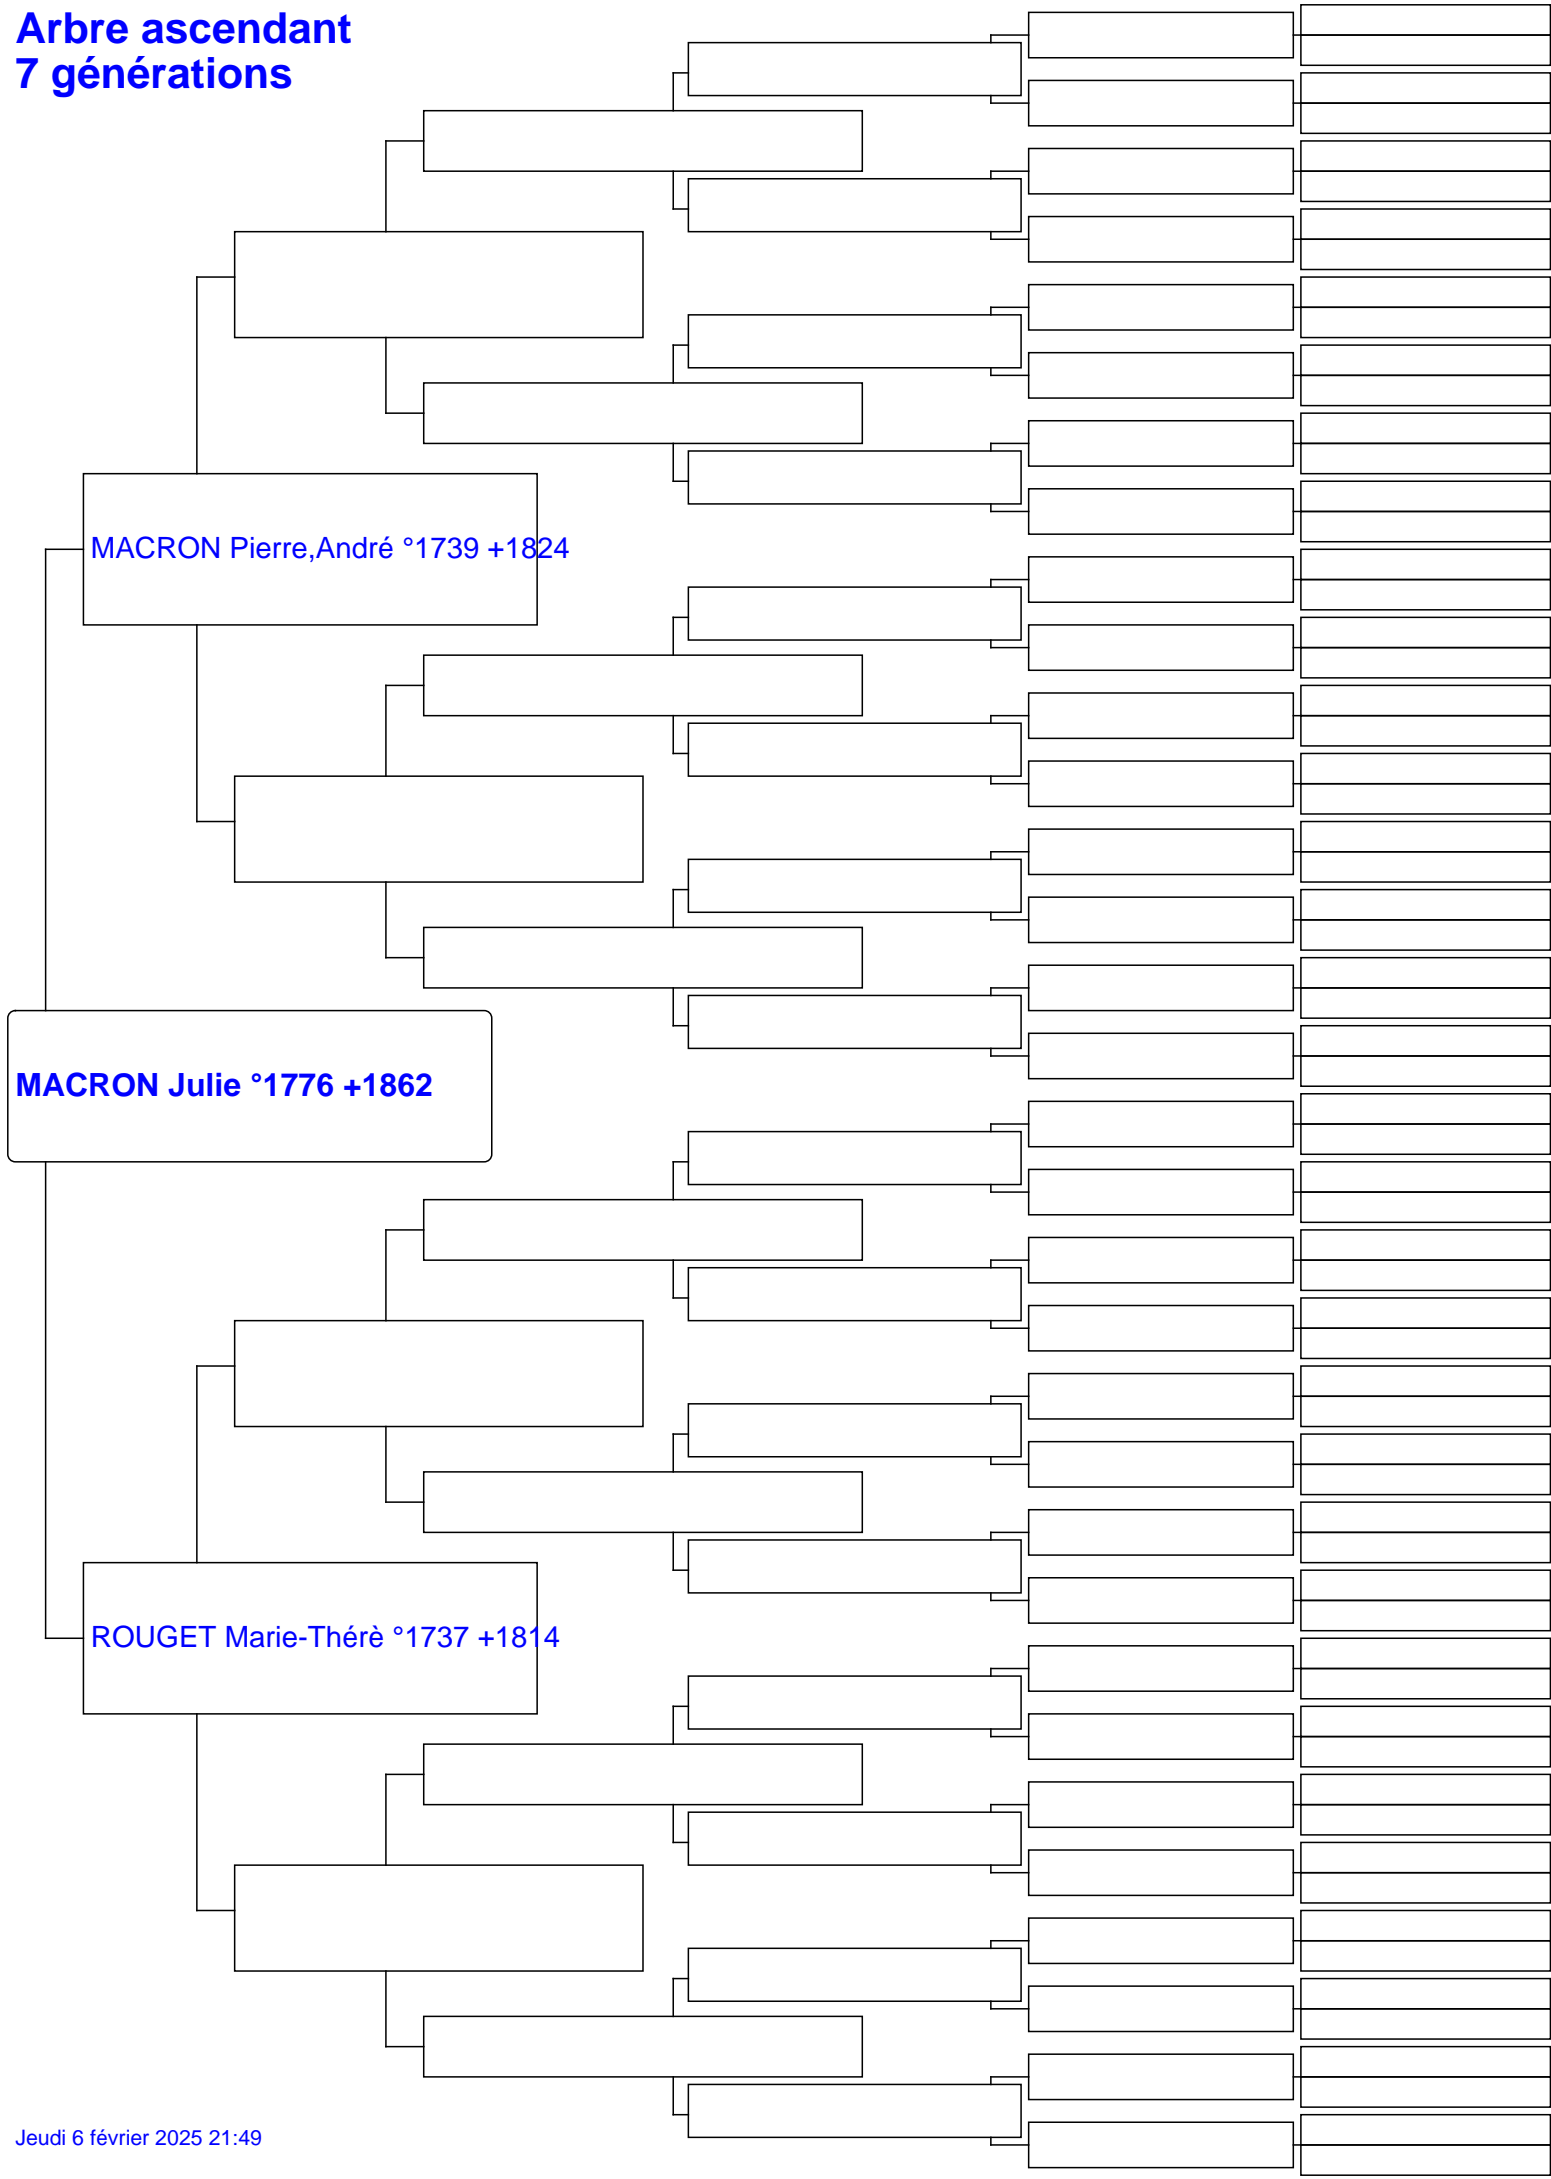 Arbre ascendant
7 générations
MACRON Pierre,André °1739 +1824
MACRON Julie °1776 +1862
ROUGET Marie-Thérè °1737 +1814
Jeudi 6 février 2025 21:49